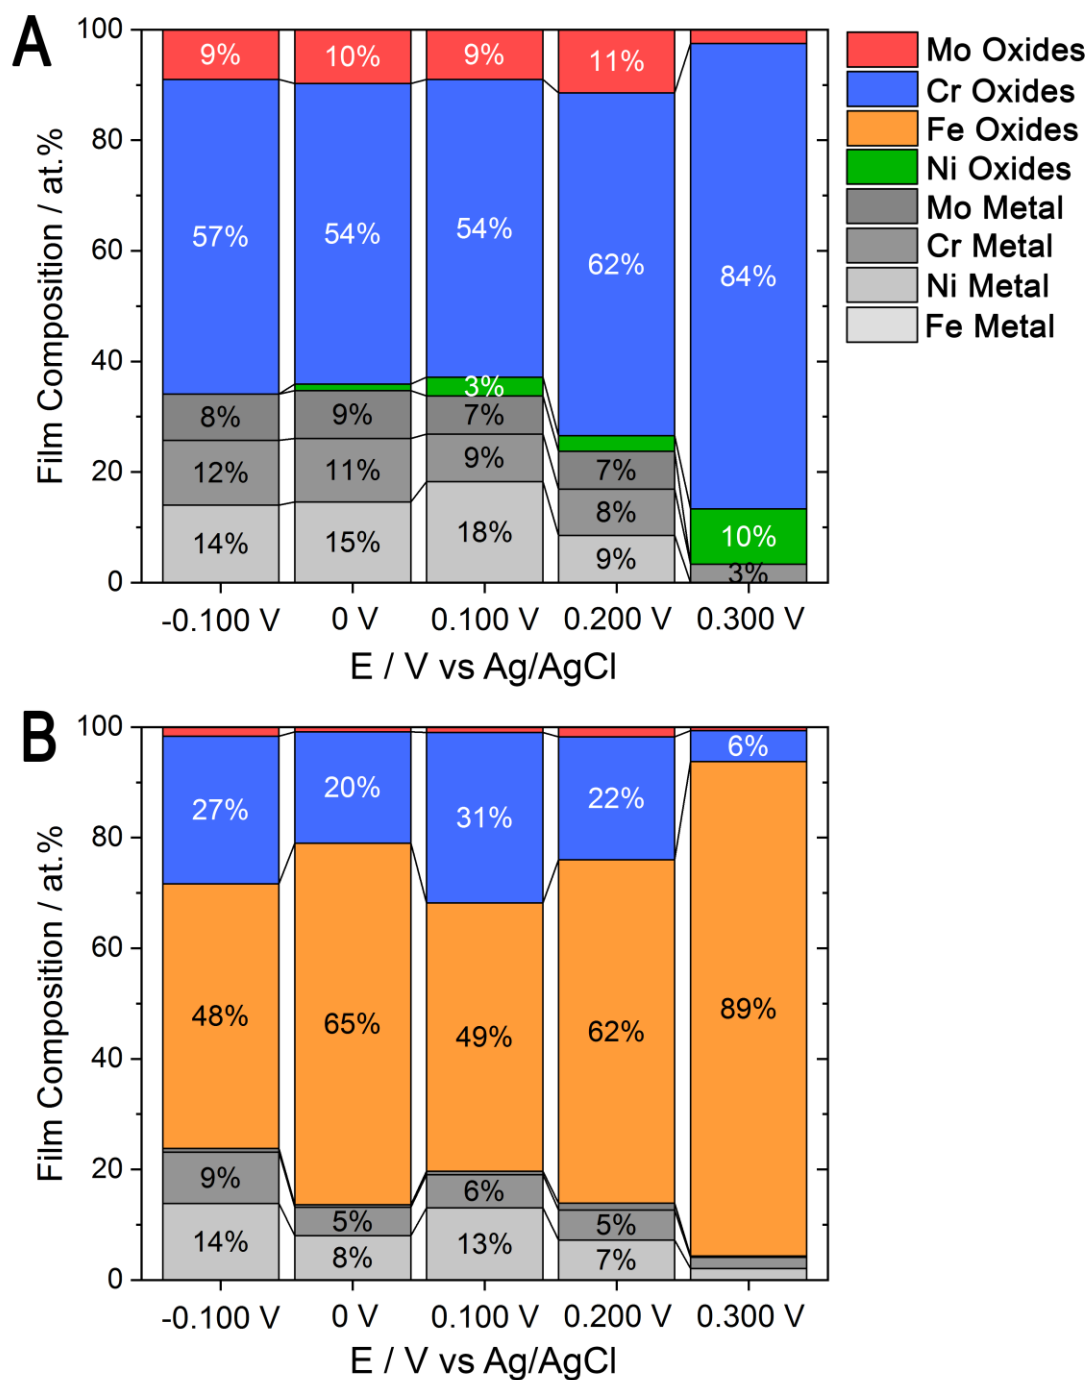 A
Film Composition / at.%
100
80
60
40
20
0
9% 10% 9% 11%
57% 54% 54% 62% 84%
3% 10%
8% 9% 7% 7%
12% 11% 9% 8% 3%
14% 15% 18% 9%
-0.100 V 0 V 0.100 V 0.200 V 0.300 V
E / V vs Ag/AgCl
Mo Oxides
Cr Oxides
Fe Oxides
Ni Oxides
Mo Metal
Cr Metal
Ni Metal
Fe Metal
B
Film Composition / at.%
100
80
60
40
20
0
27% 20% 31% 22% 6%
48% 65% 49% 62% 89%
9% 5% 6% 5%
14% 8% 13% 7%
-0.100 V 0 V 0.100 V 0.200 V 0.300 V
E / V vs Ag/AgCl